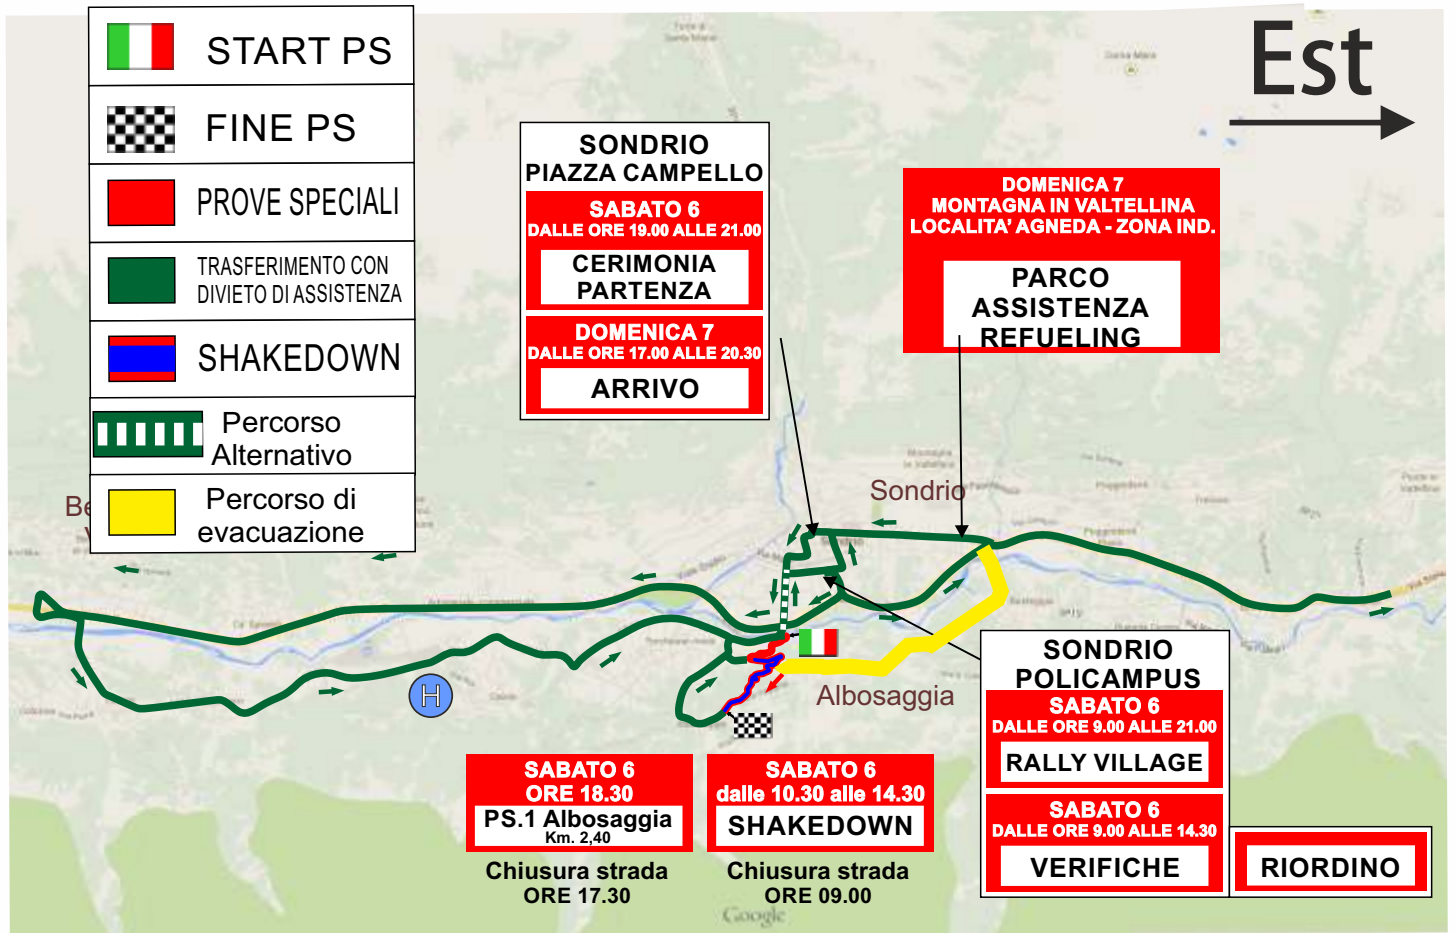 START PS
FINE PS
PROVE SPECIALI
TRASFERIMENTO CON
DIVIETO DI ASSISTENZA
SHAKEDOWN
Percorso
Alternativo
Percorso di
evacuazione
Est
SONDRIO
PIAZZA CAMPELLO
SABATO 6
DALLE ORE 19.00 ALLE 21.00
CERIMONIA
PARTENZA
DOMENICA 7
DALLE ORE 17.00 ALLE 20.30
ARRIVO
DOMENICA 7
MONTAGNA IN VALTELLINA
LOCALITA' AGNEDA - ZONA IND.
PARCO
ASSISTENZA
REFUELING
Sondrio
H
Albosaggia
SONDRIO
POLICAMPUS
SABATO 6
DALLE ORE 9.00 ALLE 21.00
RALLY VILLAGE
SABATO 6
DALLE ORE 9.00 ALLE 14.30
VERIFICHE
RIORDINO
SABATO 6
ORE 18.30
PS.1 Albosaggia
Km. 2,40
Chiusura strada
ORE 17.30
SABATO 6
dalle 10.30 alle 14.30
SHAKEDOWN
Chiusura strada
ORE 09.00
Google